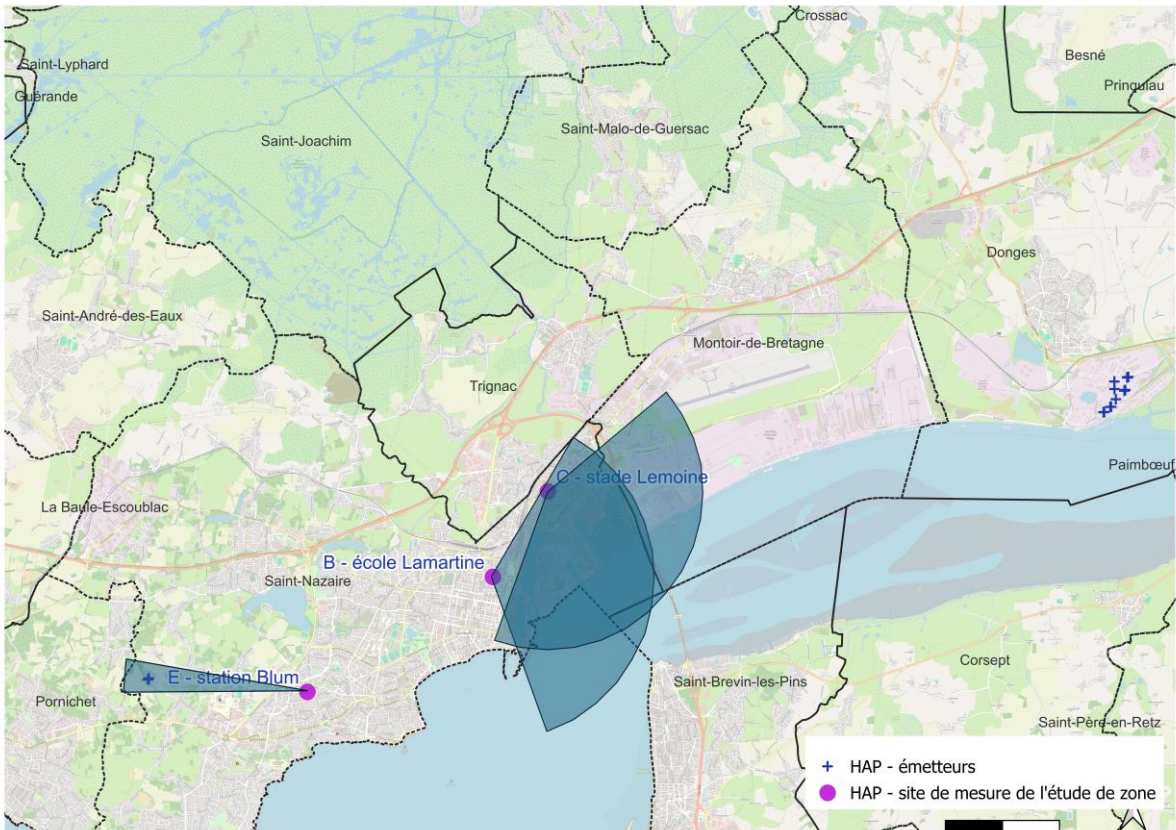 Crossac
Besné
Saint-Lyphard
Prinquiau
Guérande
Saint-Malo-de-Guersac
Saint-Joachim
Donges
Saint-André-des-Eaux
Montoir-de-Bretagne
Trignac
Paimbœuf
C - stade Lemoine
La Baule-Escoublac
B - école Lamartine
Saint-Nazaire
Corsept
E - station Blum
Saint-Brevin-les-Pins
Pornichet
Saint-Père-en-Retz
HAP - émetteurs
HAP - site de mesure de l'étude de zone